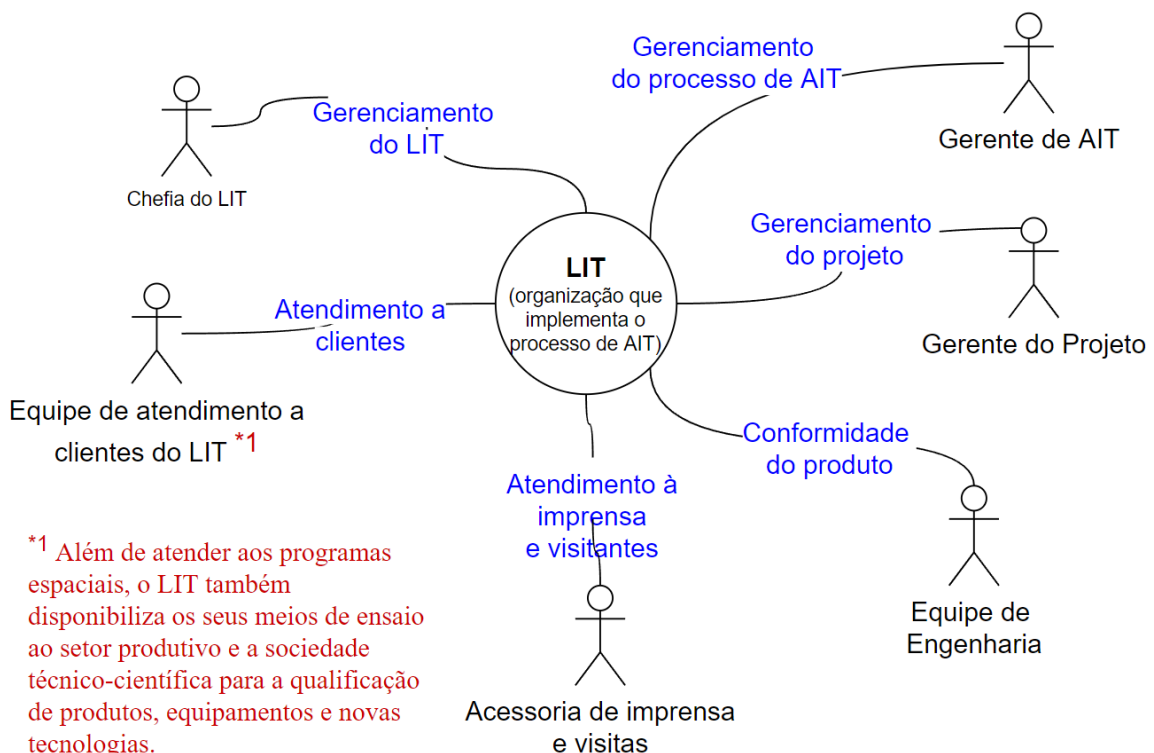 Gerenciamento
do processo de AIT
Gerente de AIT
Gerenciamento
do LIT
Chefia do LIT
Gerenciamento
do projeto
Gerente do Projeto
LIT
(organização que
implementa o
processo de AIT)
Atendimento a
clientes
Equipe de atendimento a
clientes do LIT *1
Conformidade
do produto
Equipe de
Engenharia
Atendimento à
imprensa
e visitantes
Acessoria de imprensa
e visitas
*1 Além de atender aos programas
espaciais, o LIT também
disponibiliza os seus meios de ensaio
ao setor produtivo e a sociedade
técnico-científica para a qualificação
de produtos, equipamentos e novas
tecnologias.